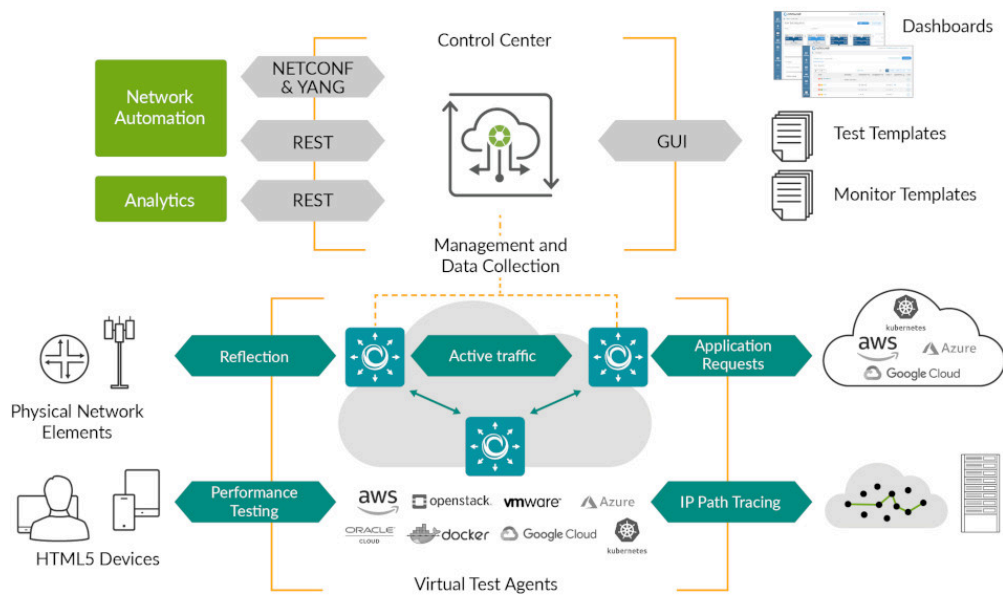 Control Center
Dashboards
NETCONF
& YANG
Network
Automation
REST
GUI
Test Templates
Analytics
REST
Monitor Templates
Management and
Data Collection
kubernetes
Reflection
Active traffic
Application
Requests
aws
Azure
Google Cloud
Physical Network
Elements
Performance
Testing
aws
openstack.
vmware
Azure
IP Path Tracing
ORACLE
CLOUD
docker
Google Cloud
kubernetes
HTML5 Devices
Virtual Test Agents